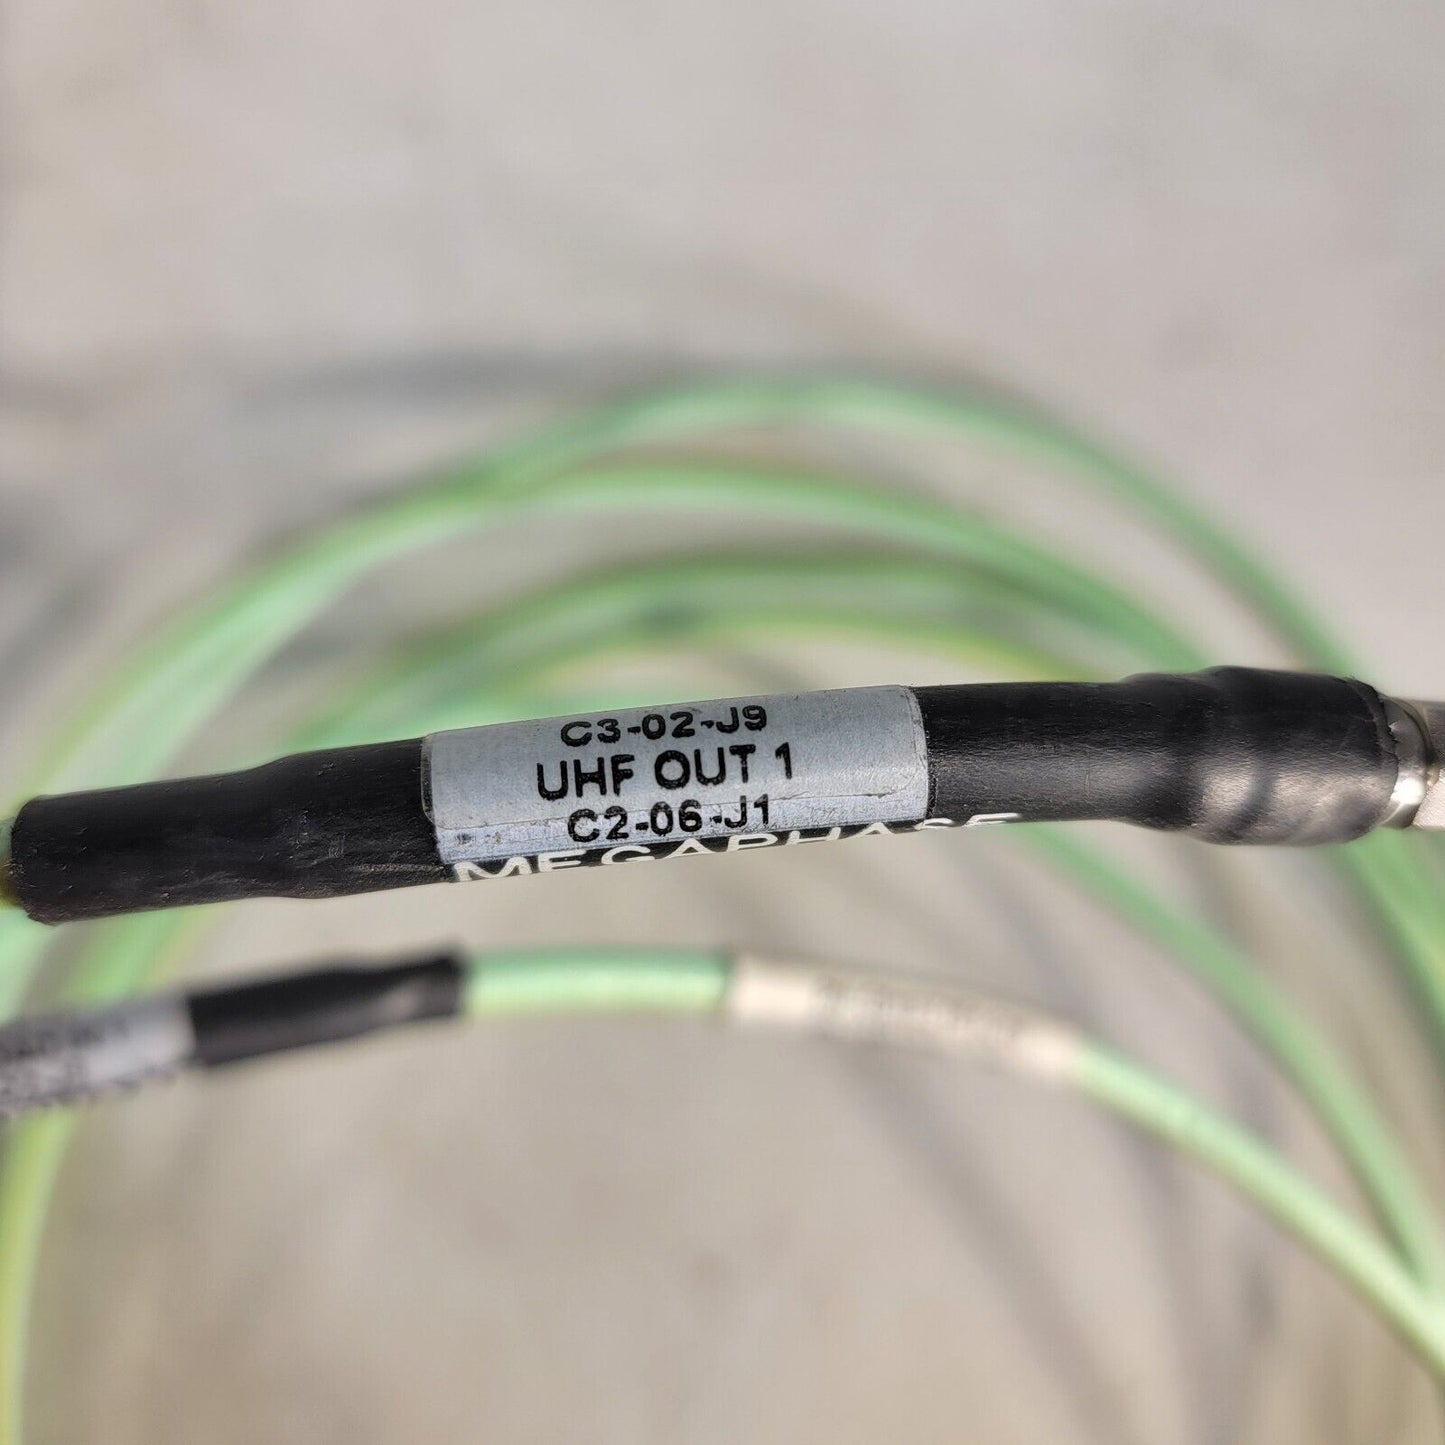 C3-02-J9
UHF OUT 1
C2-06-J1
MEGAPHASE